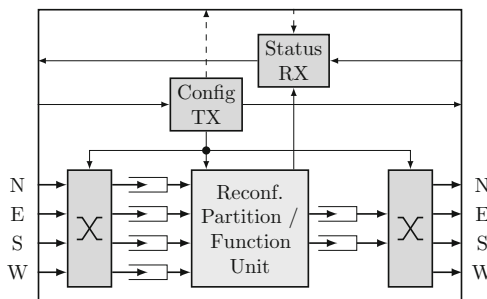 Status
RX
Config
TX
N
E
S
W
Reconf.
Partition /
Function
Unit
N
E
S
W